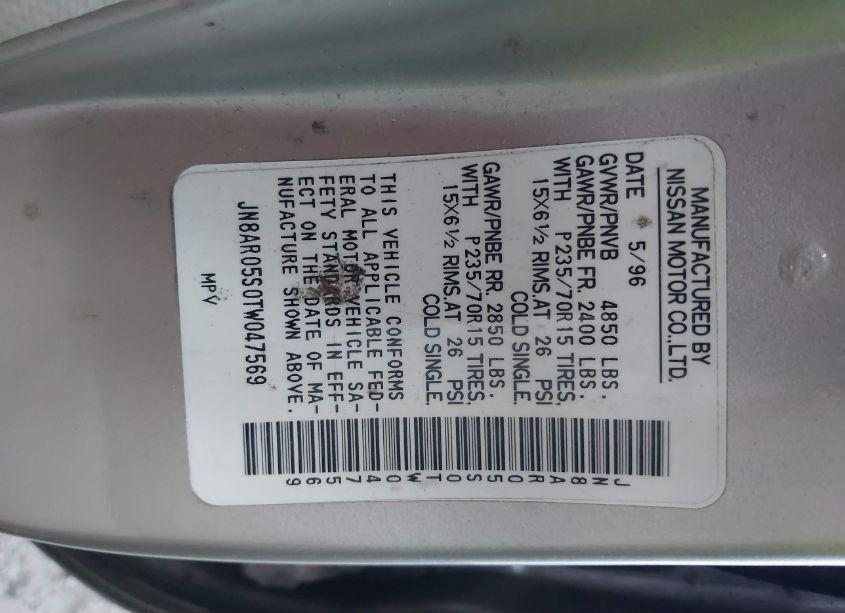 MANUFACTURED BY
NISSAN MOTOR CO.,LTD.
DATE 5/96
GVWR/PNVB 4850 LBS.
GAWR/PNBE FR. 2400 LBS.
WITH P235/70R15 TIRES,
15X6½ RIMS.AT 26 PSI
COLD SINGLE.
GAWR/PNBE RR. 2850 LBS.
WITH P235/70R15 TIRES,
15X6½ RIMS.AT 26 PSI
COLD SINGLE.
THIS VEHICLE CONFORMS
TO ALL APPLICABLE FED-
ERAL MOTOR VEHICLE SA-
FETY STANDARDS IN EFF-
ECT ON THE DATE OF MA-
NUFACTURE SHOWN ABOVE.
JN8AR05S0TW047569
MPV
JN8AR05S0TW047569